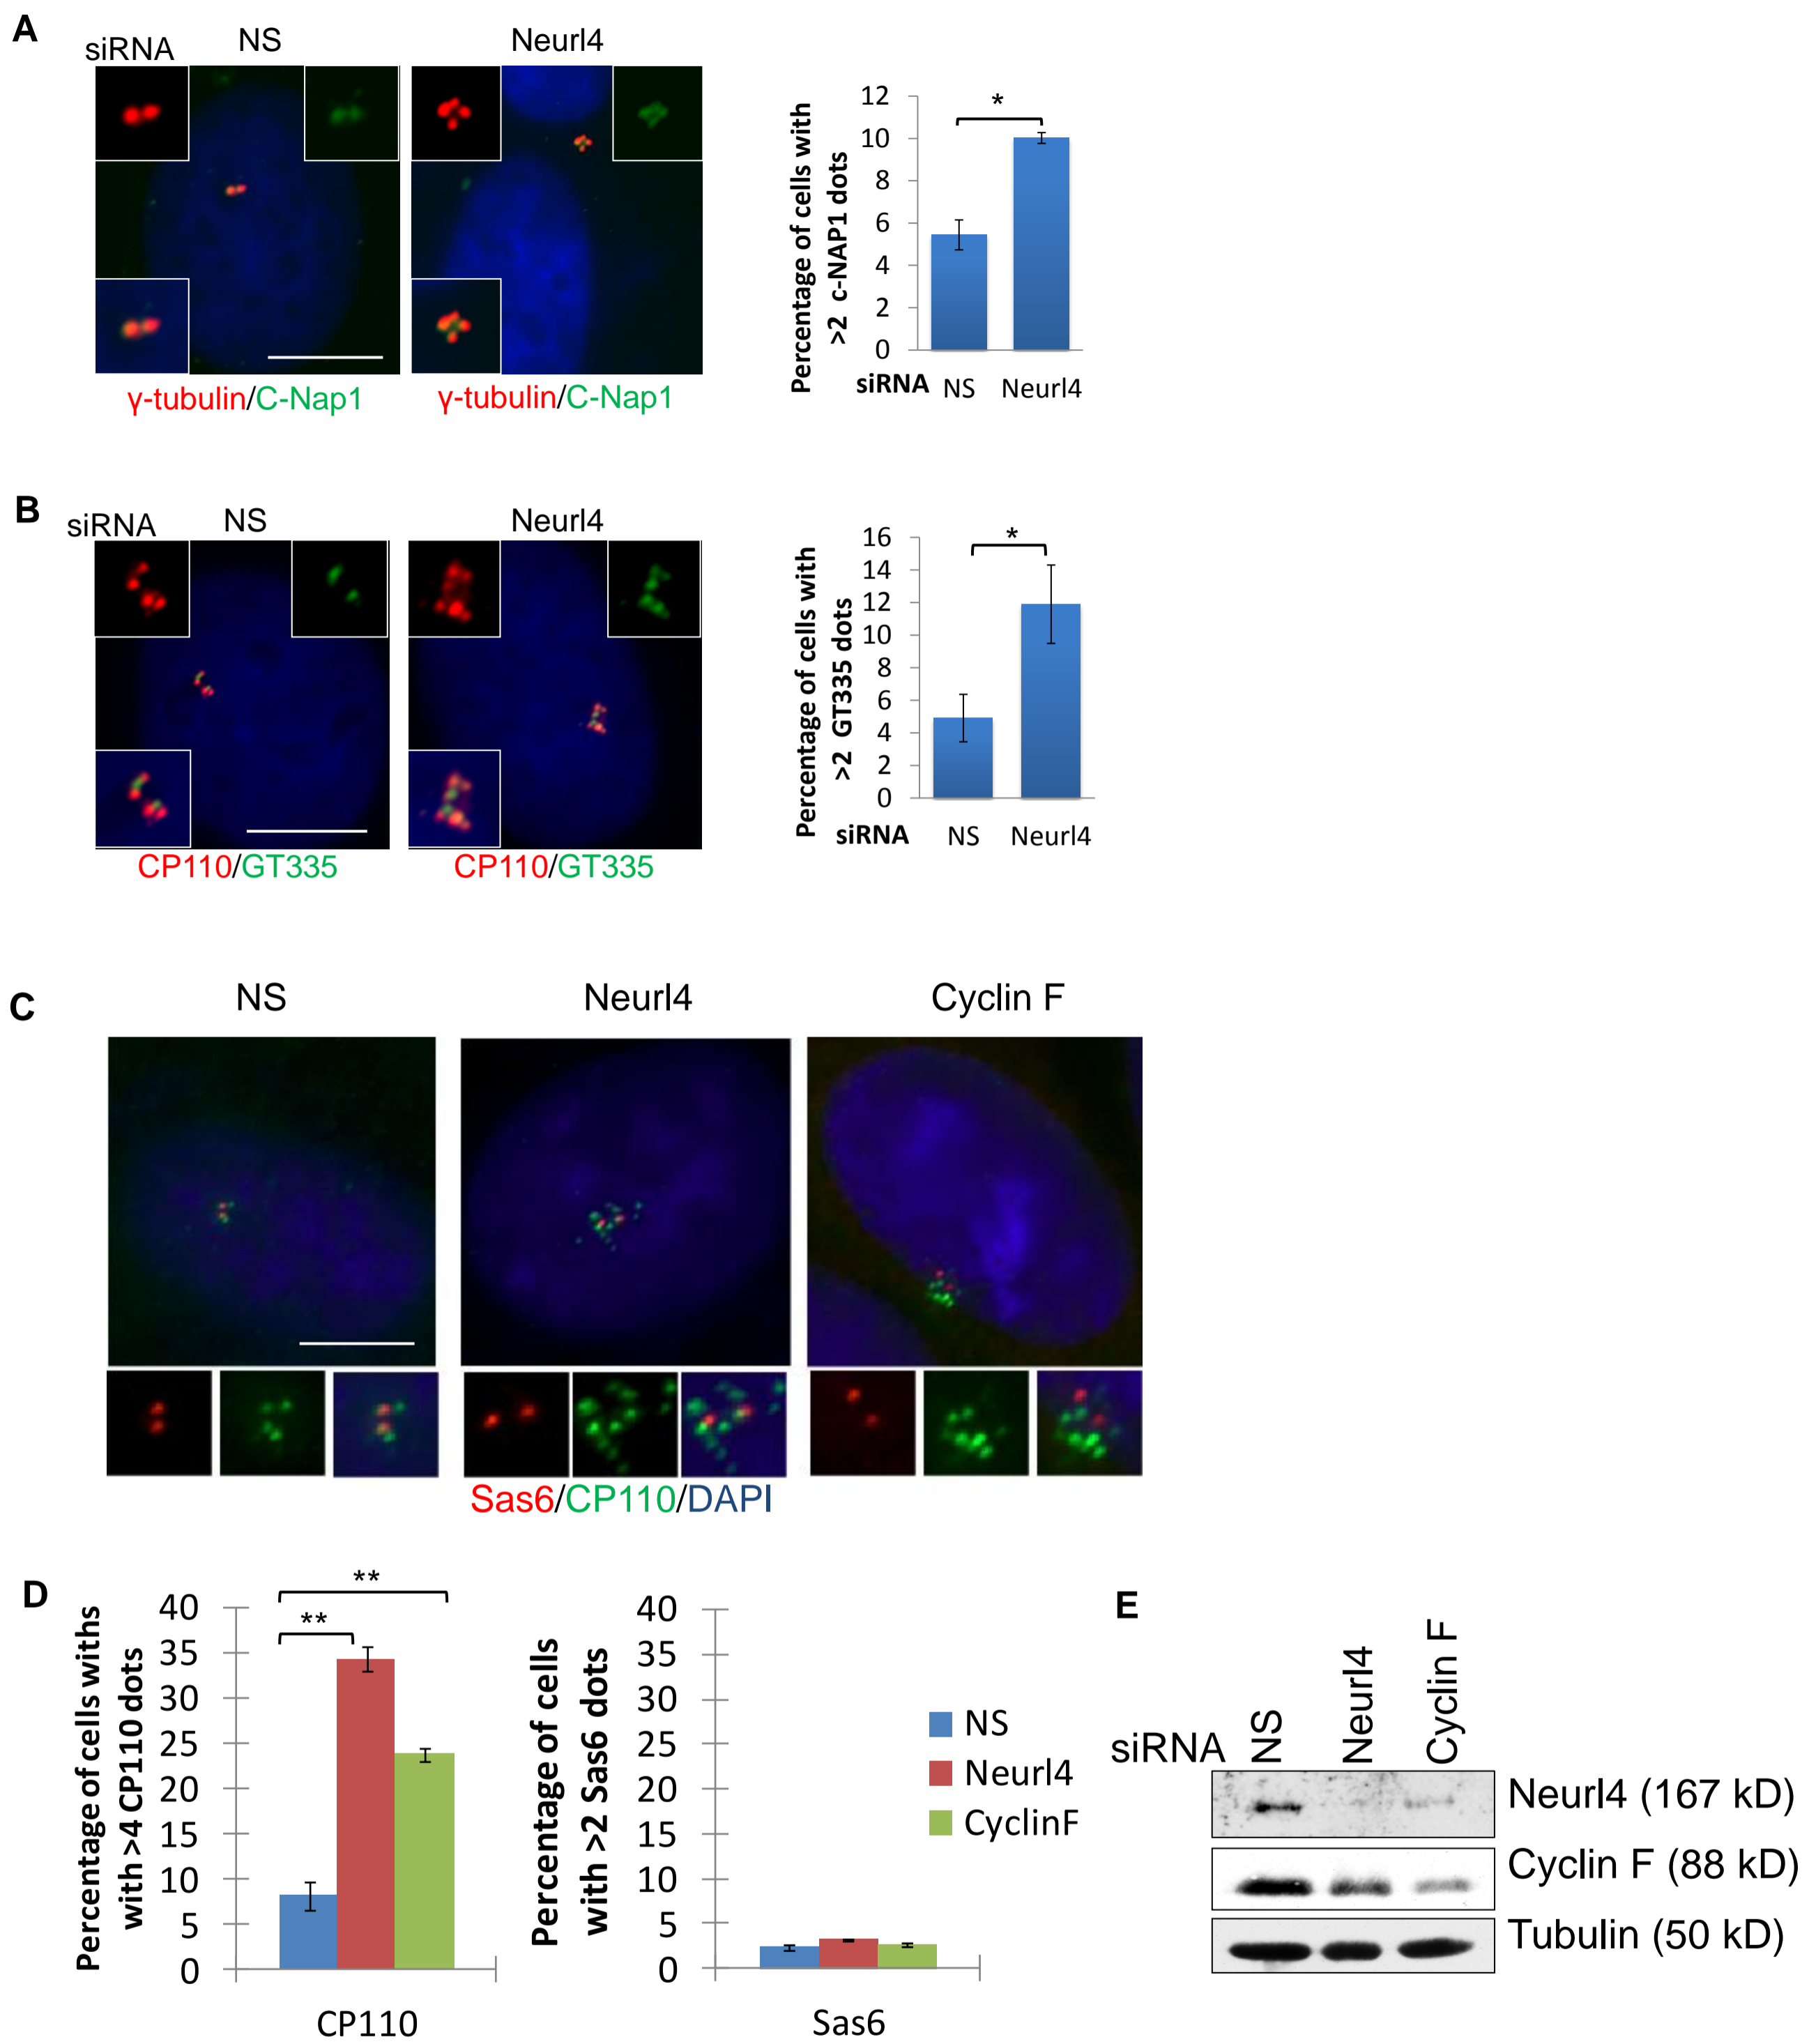 A
siRNA NS Neurl4
γ-tubulin/C-Nap1 γ-tubulin/C-Nap1
Percentage of cells with
>2 c-NAP1 dots
12
10
8
6
4
2
0
*
siRNA NS Neurl4
B
siRNA NS Neurl4
CP110/GT335 CP110/GT335
Percentage of cells with
>2 GT335 dots
16
14
12
10
8
6
4
2
0
*
siRNA NS Neurl4
C
NS Neurl4 Cyclin F
Sas6/CP110/DAPI
D
Percentage of cells withs
with >4 CP110 dots
40
35
30
25
20
15
10
5
0
**
**
CP110
Percentage of cells
with >2 Sas6 dots
40
35
30
25
20
15
10
5
0
Sas6
NS
Neurl4
CyclinF
E
siRNA NS Neurl4 Cyclin F
Neurl4 (167 kD)
Cyclin F (88 kD)
Tubulin (50 kD)